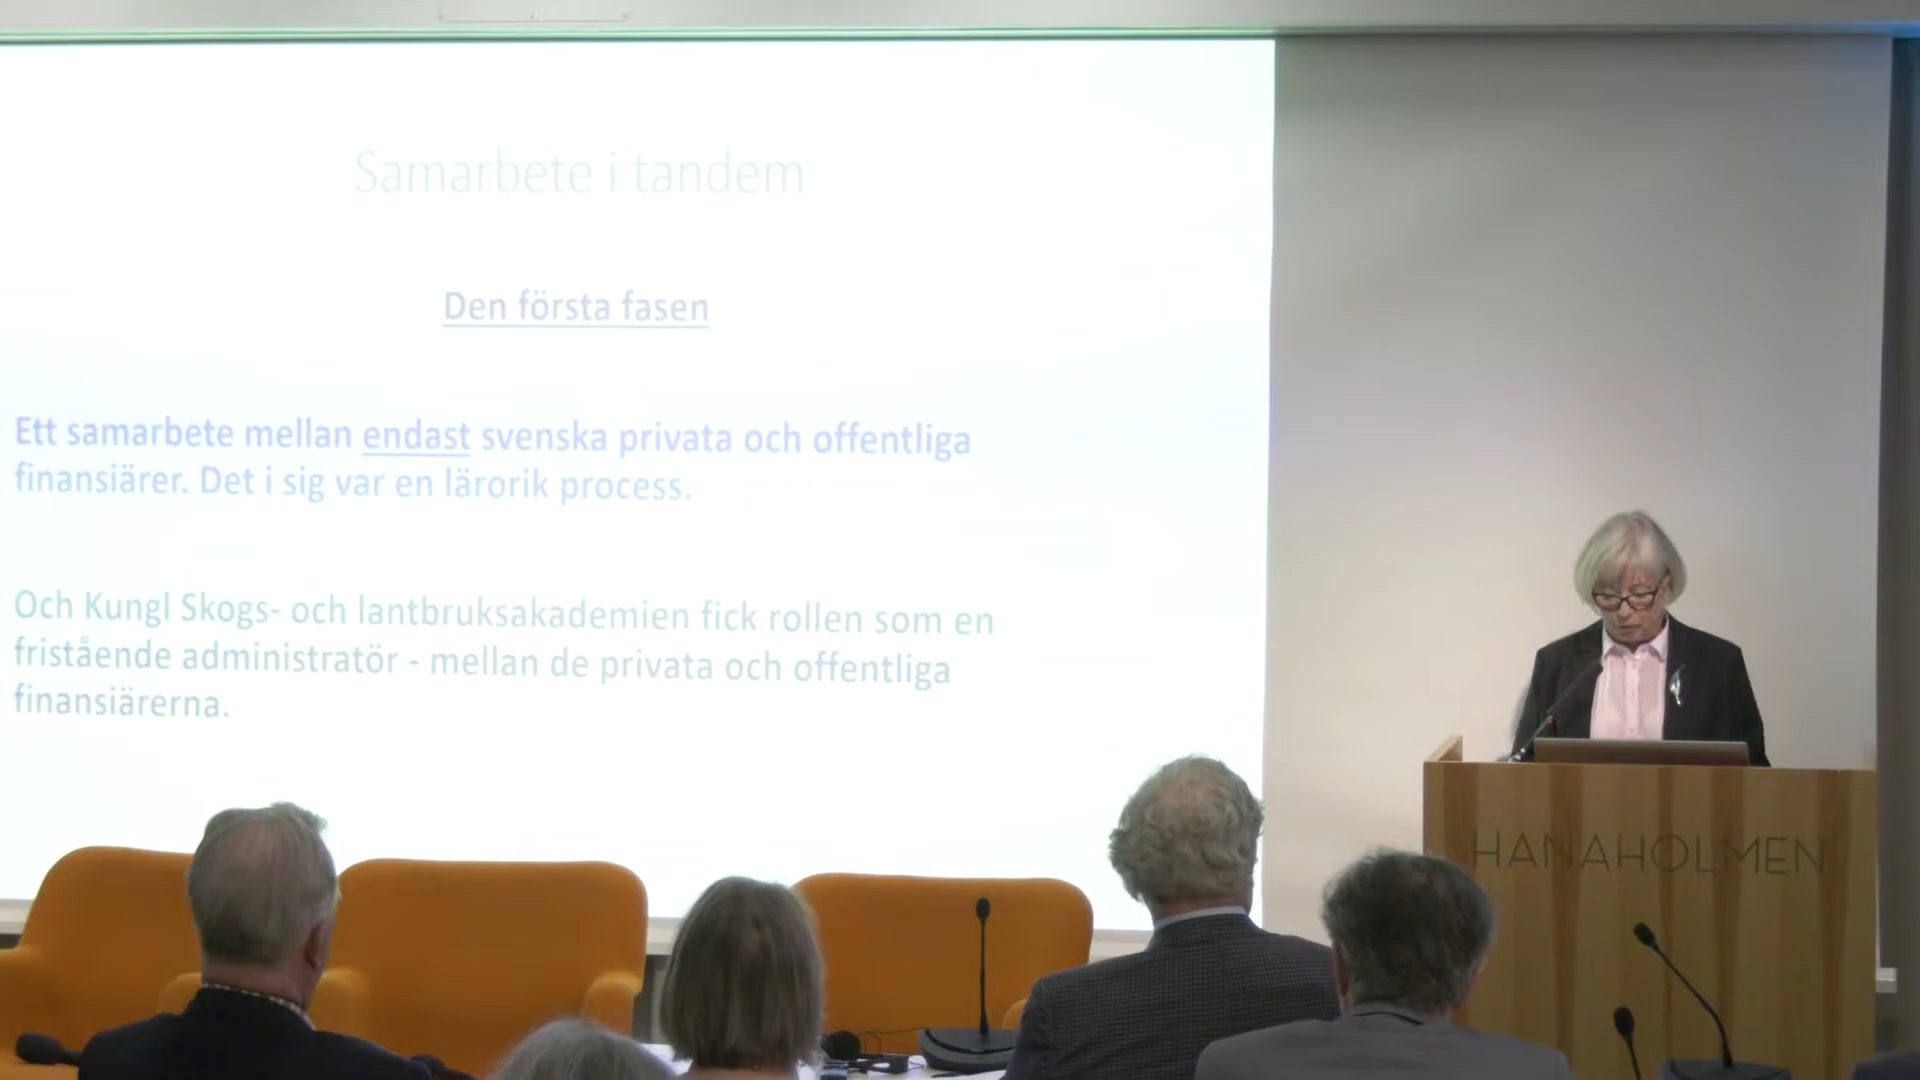 Samarbete i tandem
Den första fasen
Ett samarbete mellan endast svenska privata och offentliga
finansiärer. Det i sig var en lärorik process.
Och Kungl Skogs- och lantbruksakademien fick rollen som en
fristående administratör - mellan de privata och offentliga
finansiärerna.
HANAHOLMEN